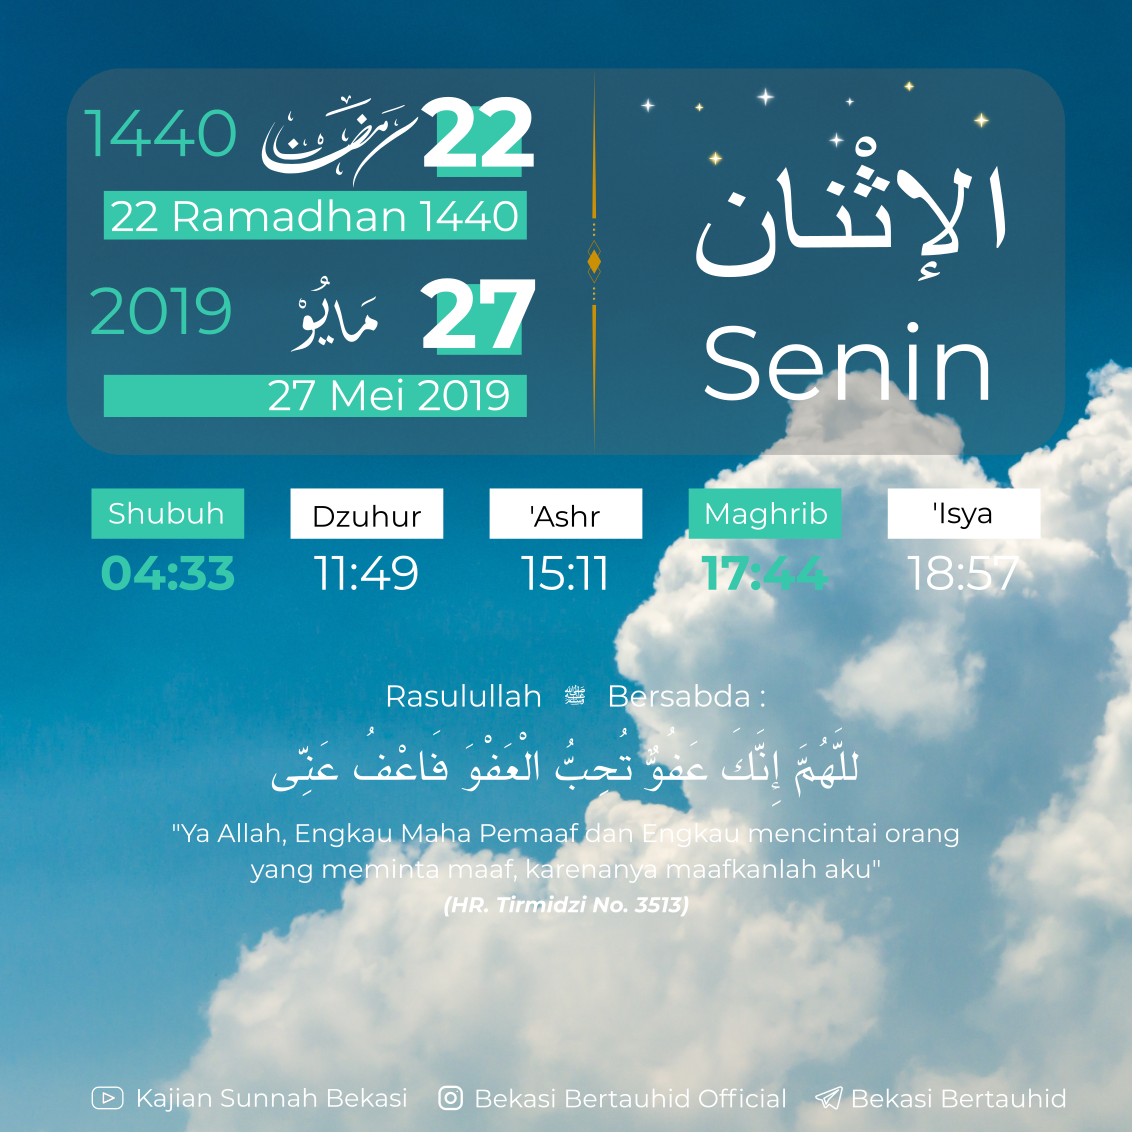 1440 رمضان 22
22 Ramadhan 1440
2019 مَايُوْ 27
27 Mei 2019
الإثْنان
Senin
Shubuh Dzuhur 'Ashr Maghrib 'Isya
04:33 11:49 15:11 17:44 18:57
Rasulullah ﷺ Bersabda :
للَّهُمَّ إِنَّكَ عَفُوٌّ تُحِبُّ الْعَفْوَ فَاعْفُ عَنِّى
"Ya Allah, Engkau Maha Pemaaf dan Engkau mencintai orang
yang meminta maaf, karenanya maafkanlah aku"
(HR. Tirmidzi No. 3513)
Kajian Sunnah Bekasi Bekasi Bertauhid Official Bekasi Bertauhid